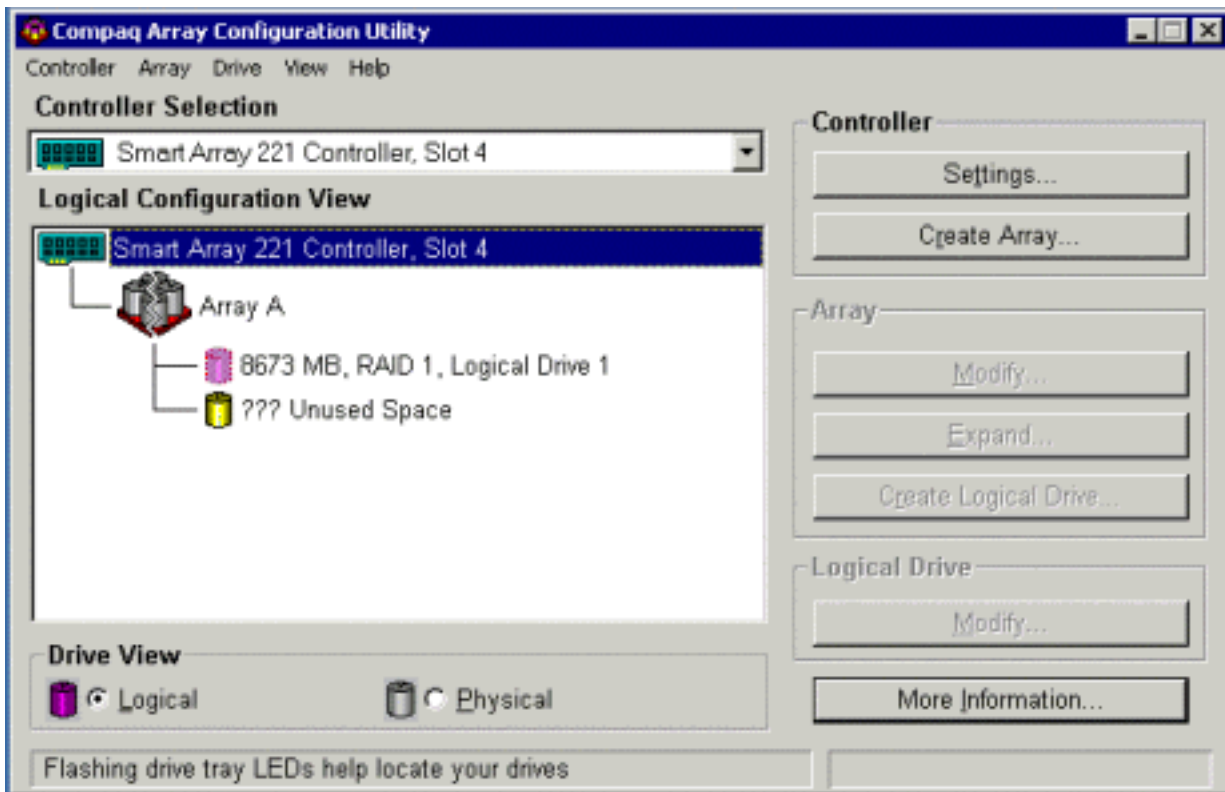 Compaq Array Configuration Utility
Controller Array Drive View Help
Controller Selection
Smart Array 221 Controller, Slot 4
Logical Configuration View
Smart Array 221 Controller, Slot 4
Array A
8673 MB, RAID 1, Logical Drive 1
??? Unused Space
Drive View
Logical
Physical
Controller
Settings...
Create Array...
Array
Modify...
Expand...
Create Logical Drive...
Logical Drive
Modify...
More Information...
Flashing drive tray LEDs help locate your drives